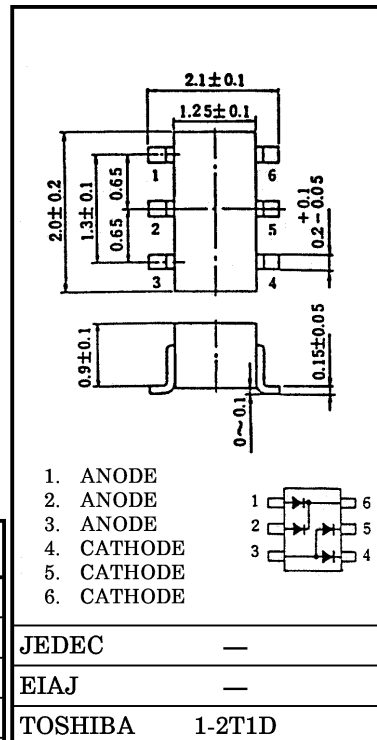 2.1±0.1
1.25±0.1
1
6
2.0±0.2
1.3±0.1
0.65
0.65
2
5
+0.1
0.2-0.05
3
4
0.9±0.1
0.15±0.05
0~0.1
1. ANODE
2. ANODE
3. ANODE
4. CATHODE
5. CATHODE
6. CATHODE
1 6
2 5
3 4
JEDEC —
EIAJ —
TOSHIBA 1-2T1D